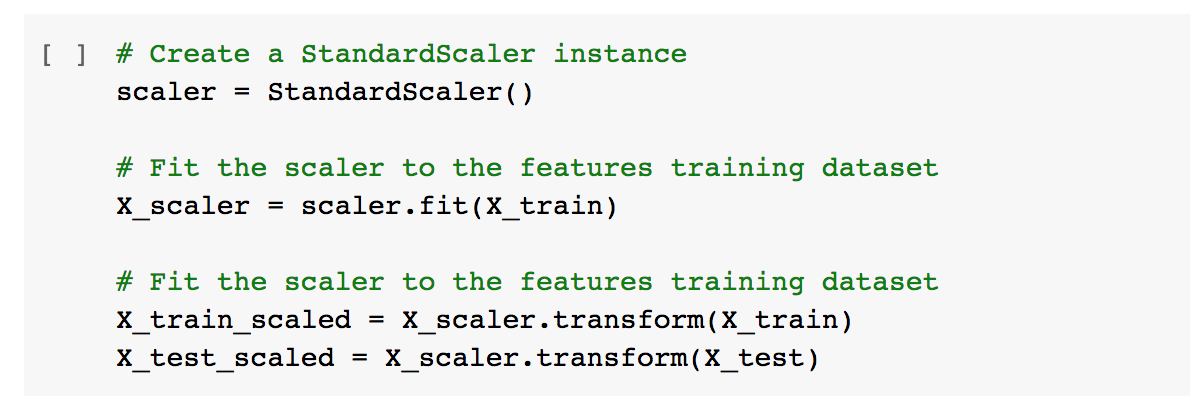 [ ] # Create a StandardScaler instance
scaler = StandardScaler()
# Fit the scaler to the features training dataset
X_scaler = scaler.fit(X_train)
# Fit the scaler to the features training dataset
X_train_scaled = X_scaler.transform(X_train)
X_test_scaled = X_scaler.transform(X_test)